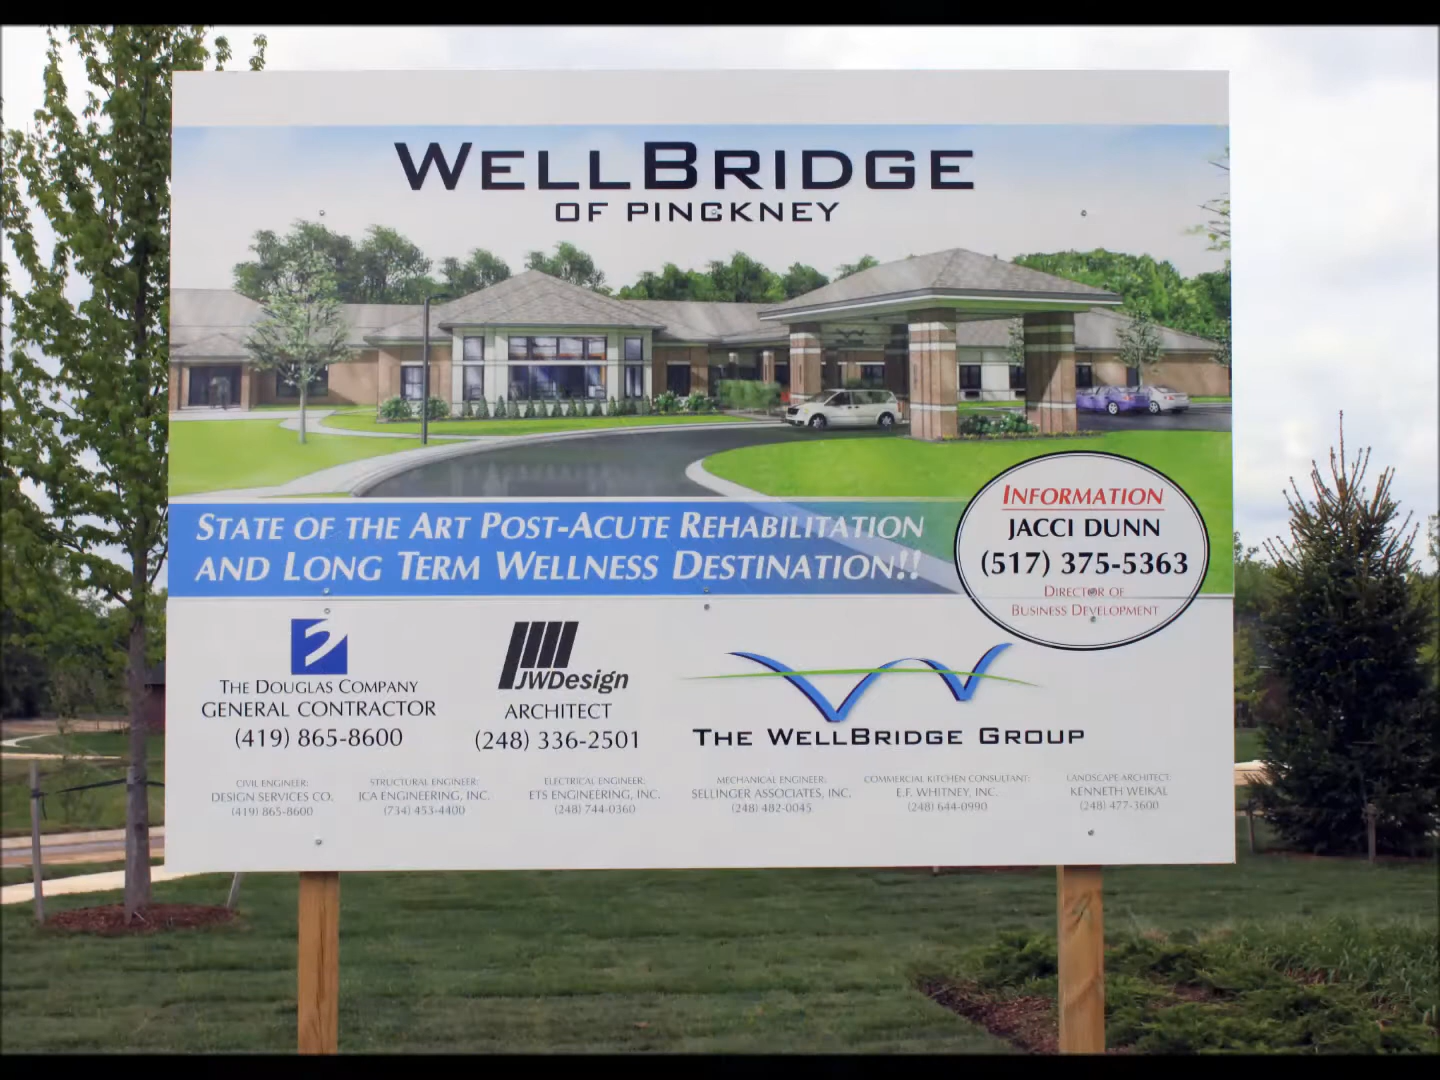 WELLBRIDGE
OF PINCKNEY
STATE OF THE ART POST-ACUTE REHABILITATION
AND LONG TERM WELLNESS DESTINATION!!
INFORMATION
JACCI DUNN
(517) 375-5363
DIRECTOR OF
BUSINESS DEVELOPMENT
THE DOUGLAS COMPANY
GENERAL CONTRACTOR
(419) 865-8600
JWDesign
ARCHITECT
(248) 336-2501
THE WELLBRIDGE GROUP
CIVIL ENGINEER:
DESIGN SERVICES CO.
(419) 865-8600
STRUCTURAL ENGINEER:
JCA ENGINEERING, INC.
(734) 453-4400
ELECTRICAL ENGINEER:
ETS ENGINEERING, INC.
(248) 744-0360
MECHANICAL ENGINEER:
SELLINGER ASSOCIATES, INC.
(248) 482-0045
COMMERCIAL KITCHEN CONSULTANT:
E.F. WHITNEY, INC.
(248) 644-0990
LANDSCAPE ARCHITECT:
KENNETH WEIKAL
(248) 477-3600